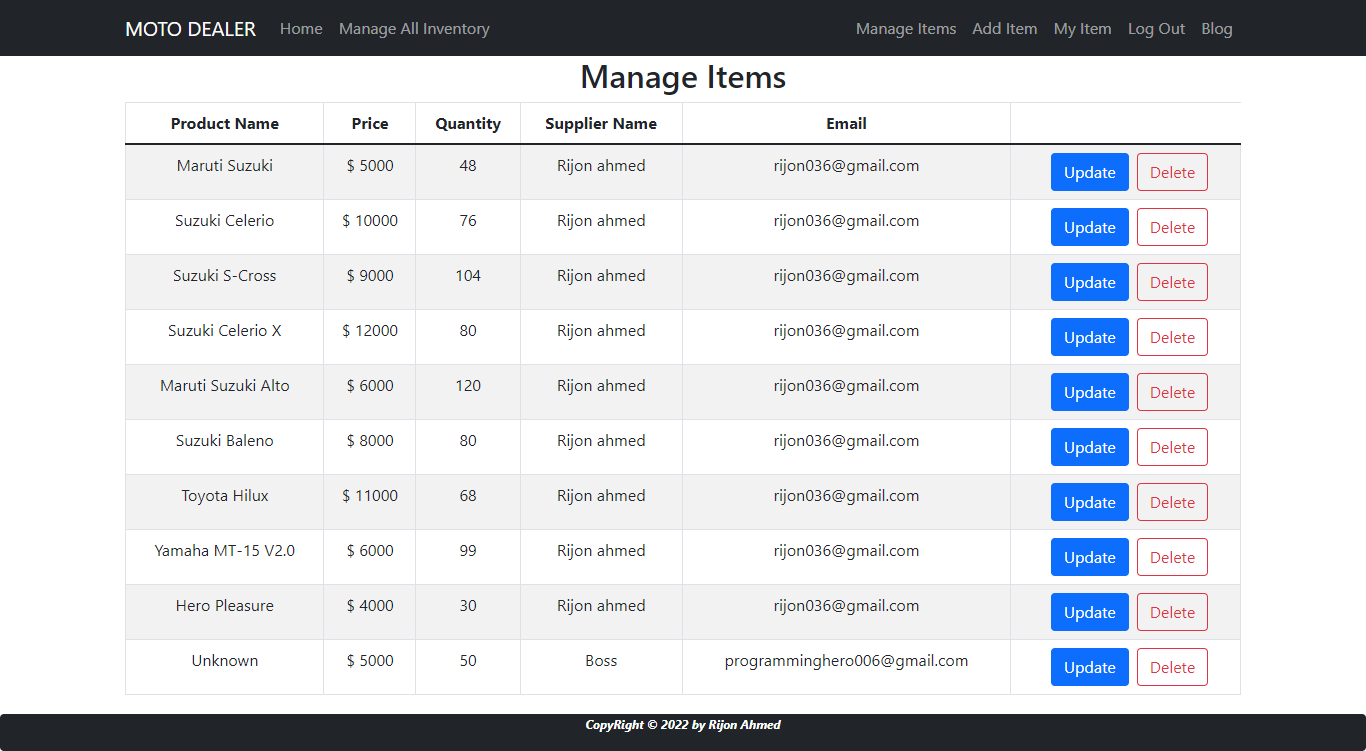 MOTO DEALER Home Manage All Inventory Manage Items Add Item My Item Log Out Blog
Manage Items
Product Name Price Quantity Supplier Name Email
Maruti Suzuki $ 5000 48 Rijon ahmed rijon036@gmail.com Update Delete
Suzuki Celerio $ 10000 76 Rijon ahmed rijon036@gmail.com Update Delete
Suzuki S-Cross $ 9000 104 Rijon ahmed rijon036@gmail.com Update Delete
Suzuki Celerio X $ 12000 80 Rijon ahmed rijon036@gmail.com Update Delete
Maruti Suzuki Alto $ 6000 120 Rijon ahmed rijon036@gmail.com Update Delete
Suzuki Baleno $ 8000 80 Rijon ahmed rijon036@gmail.com Update Delete
Toyota Hilux $ 11000 68 Rijon ahmed rijon036@gmail.com Update Delete
Yamaha MT-15 V2.0 $ 6000 99 Rijon ahmed rijon036@gmail.com Update Delete
Hero Pleasure $ 4000 30 Rijon ahmed rijon036@gmail.com Update Delete
Unknown $ 5000 50 Boss programminghero006@gmail.com Update Delete
CopyRight © 2022 by Rijon Ahmed